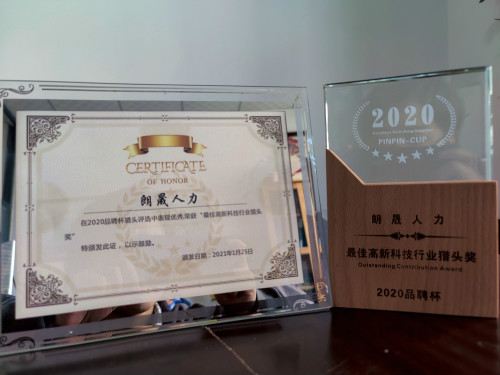 CERTIFICATE
OF HONOR
朗晟人力
在2020品聘杯猎头评选中表现优秀,荣获“最佳高新科技行业猎头
奖”
特颁发此证,以示鼓励。
颁发日期:2021年1月25日
2020
PINPIN-CUP
朗晟人力
最佳高新科技行业猎头奖
Outstanding Contribution Award
2020品聘杯